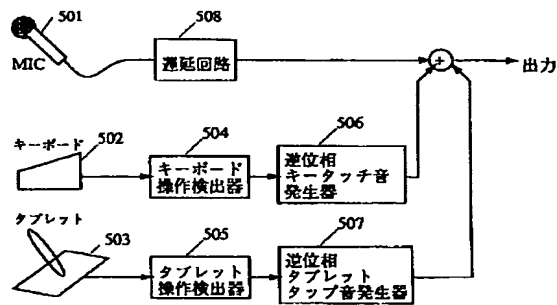 501
508
MIC
遅延回路
+
出力
キーボード
502
504
506
キーボード
操作検出器
逆位相
キータッチ音
発生器
タブレット
503
505
507
タブレット
操作検出器
逆位相
タブレット
タップ音発生器